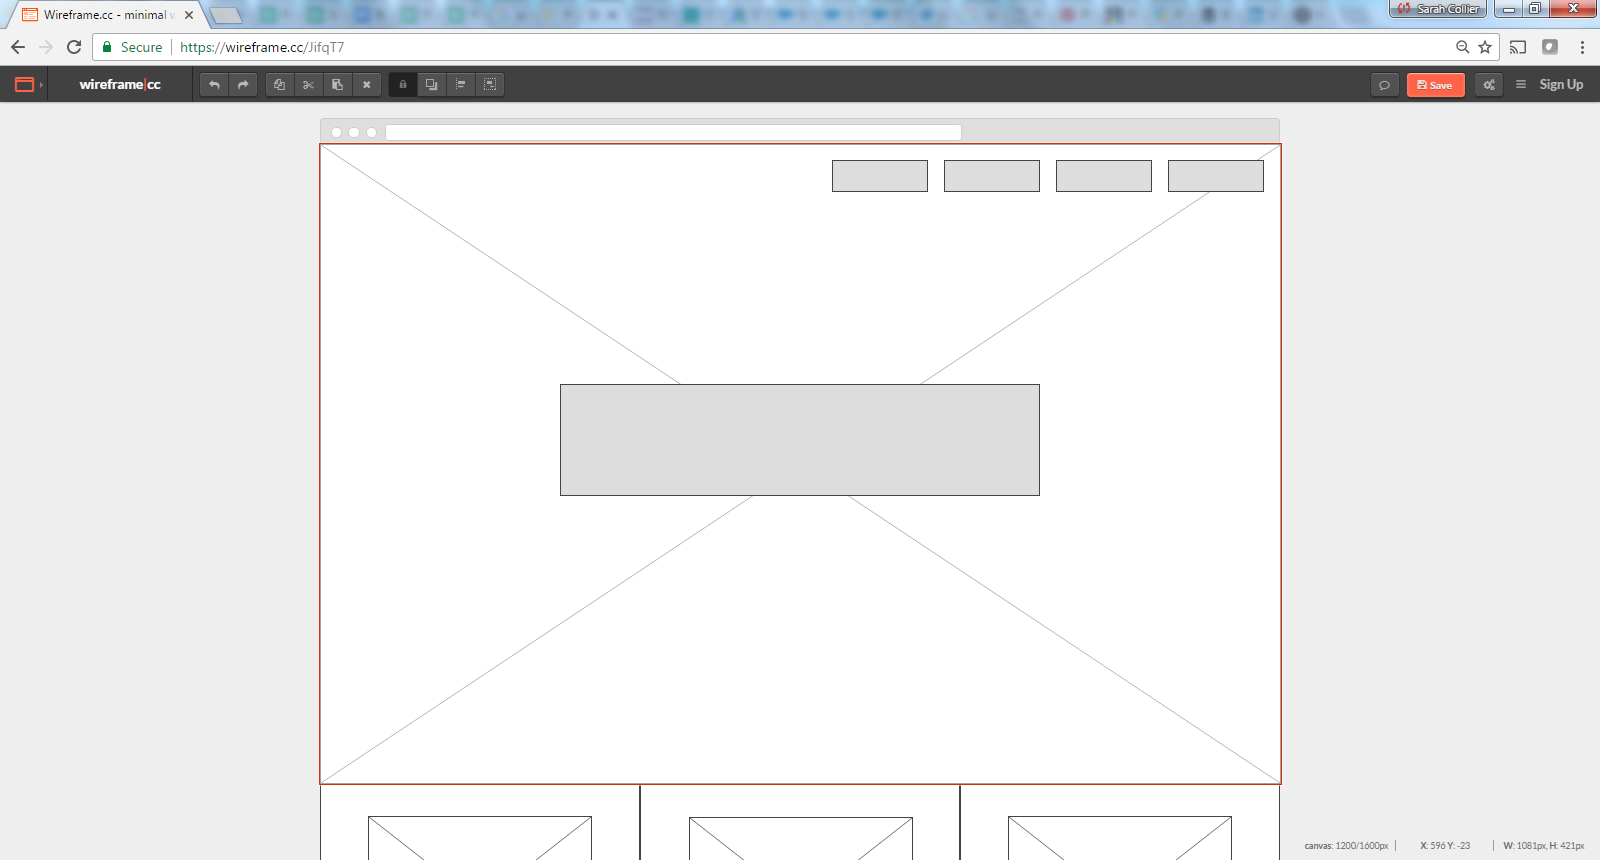 Sarah Collier
Wireframe.cc - minimal w
Secure https://wireframe.cc/JifqT7
wireframe|cc
Save
Sign Up
canvas: 1200/1600px X: 596 Y: -23 W: 1081px, H: 421px